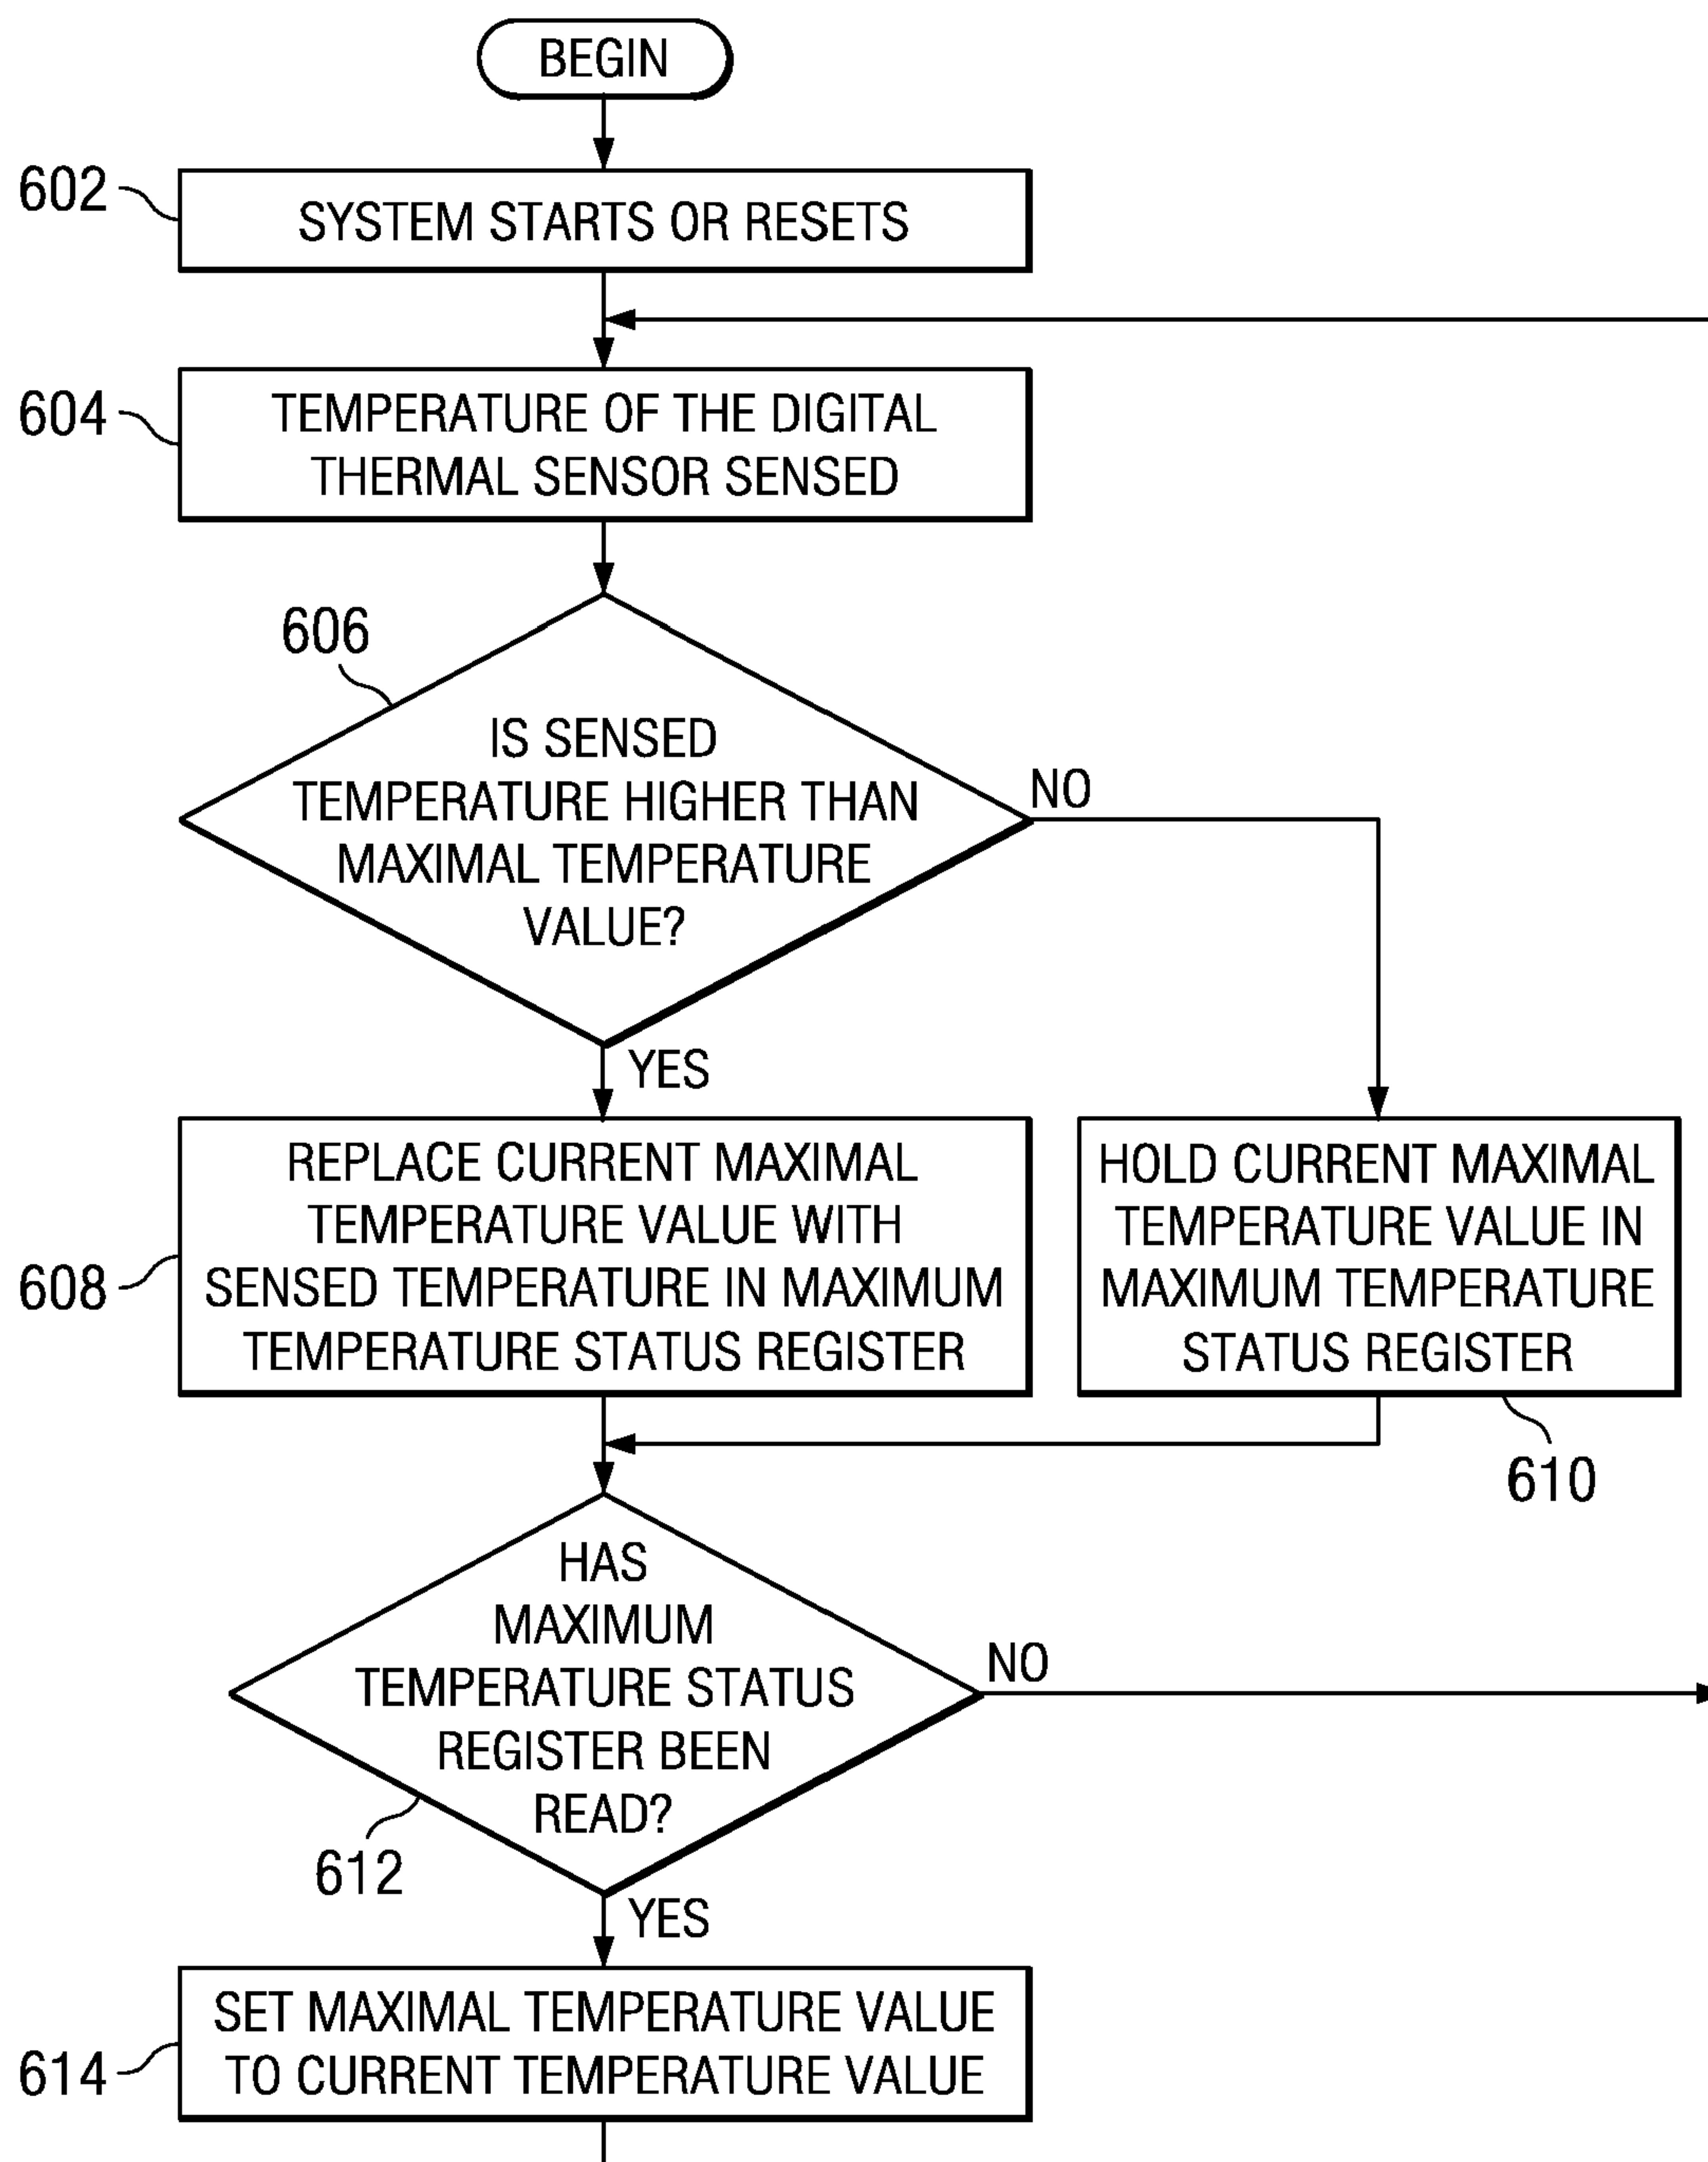 BEGIN
602
SYSTEM STARTS OR RESETS
604
TEMPERATURE OF THE DIGITAL
THERMAL SENSOR SENSED
606
IS SENSED
TEMPERATURE HIGHER THAN
MAXIMAL TEMPERATURE
VALUE?
NO
YES
608
REPLACE CURRENT MAXIMAL
TEMPERATURE VALUE WITH
SENSED TEMPERATURE IN MAXIMUM
TEMPERATURE STATUS REGISTER
HOLD CURRENT MAXIMAL
TEMPERATURE VALUE IN
MAXIMUM TEMPERATURE
STATUS REGISTER
610
HAS
MAXIMUM
TEMPERATURE STATUS
REGISTER BEEN
READ?
NO
612
YES
614
SET MAXIMAL TEMPERATURE VALUE
TO CURRENT TEMPERATURE VALUE